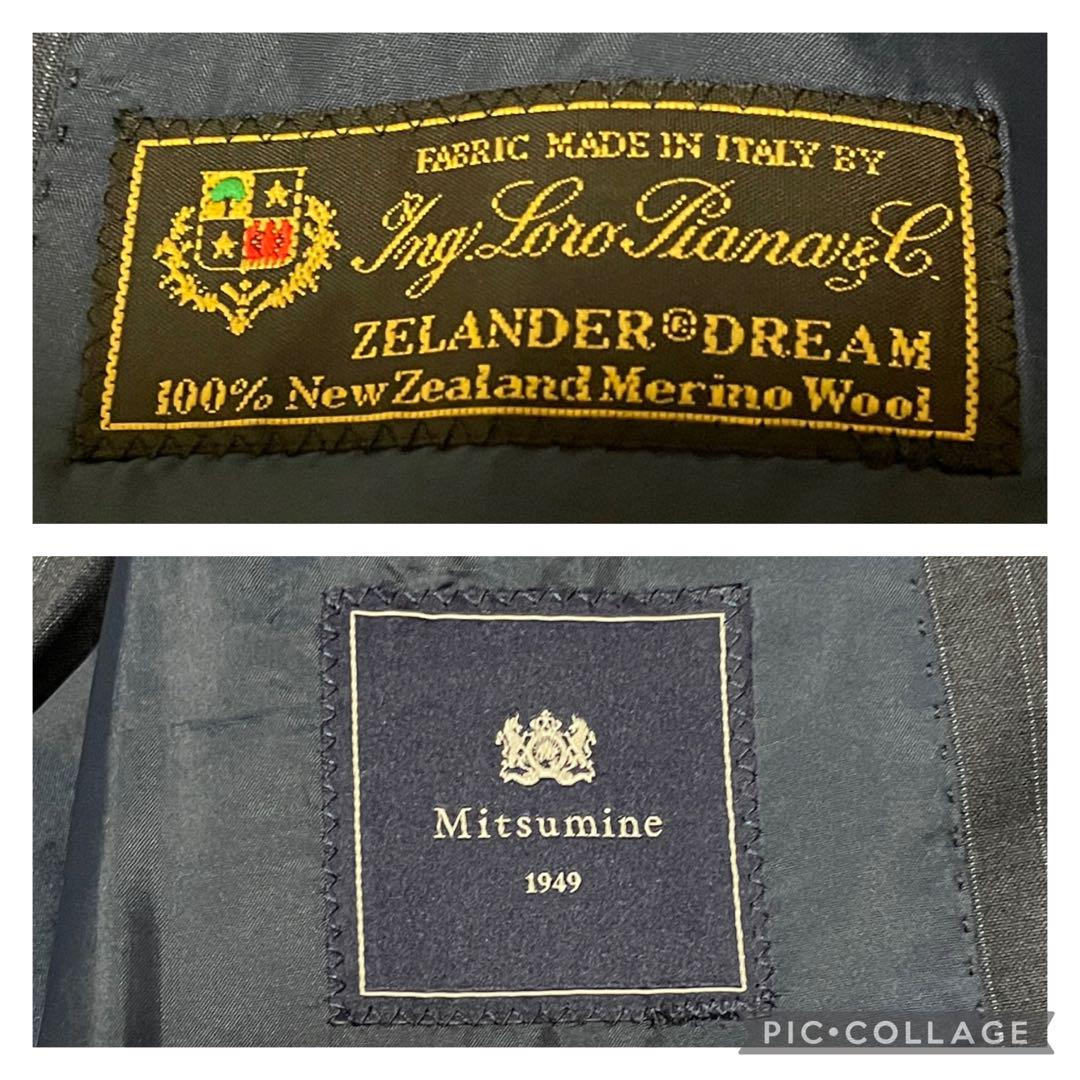 FABRIC MADE IN ITALY BY
Ing. Loro Piana & C.
ZELANDER® DREAM
100% New Zealand Merino Wool
Mitsumine
1949
PIC•COLLAGE